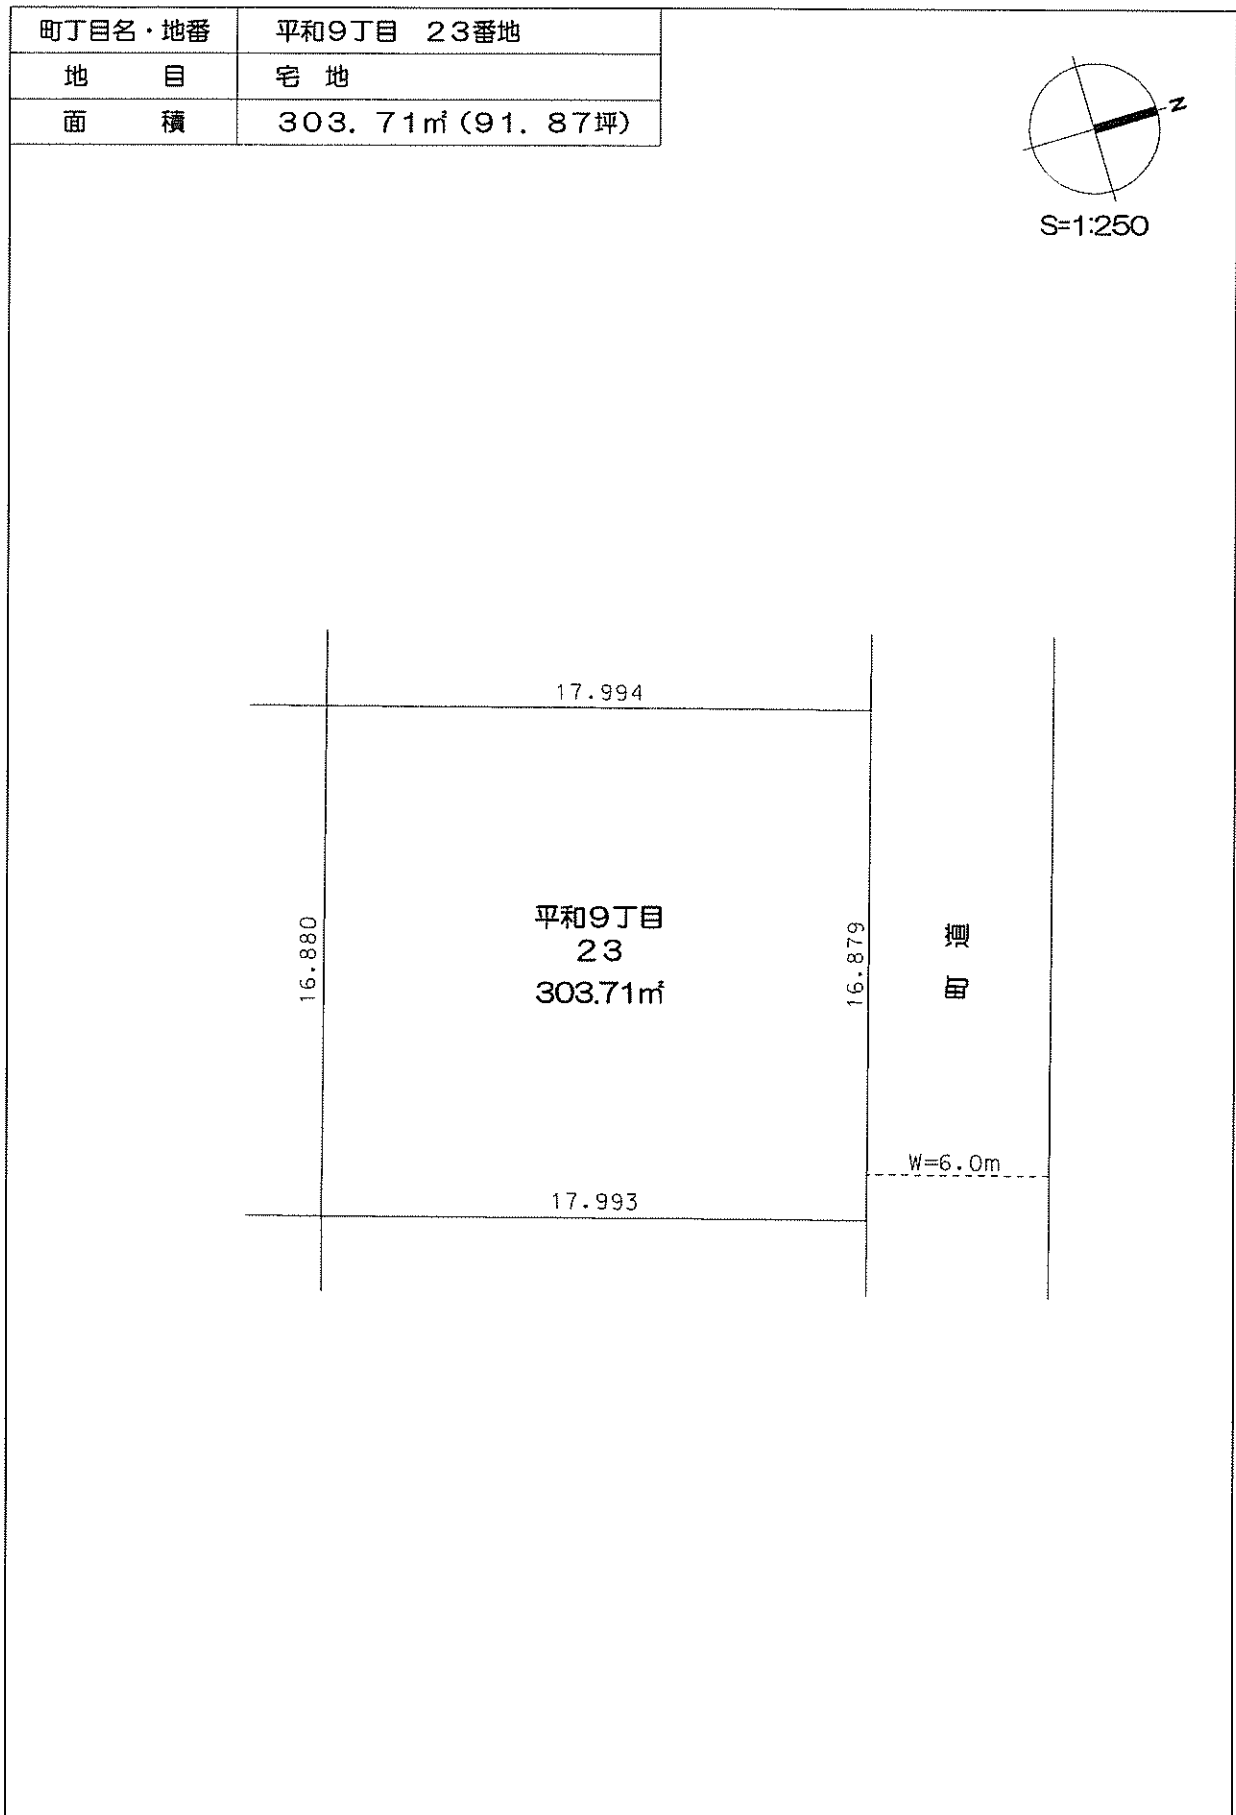 町丁目名・地番 平和9丁目 23番地
地 目 宅 地
面 積 303. 71㎡ (91. 87坪)
N
S=1:250
17.994
16.880
平和9丁目
23
303.71㎡
16.879
町 道
W=6.0m
17.993